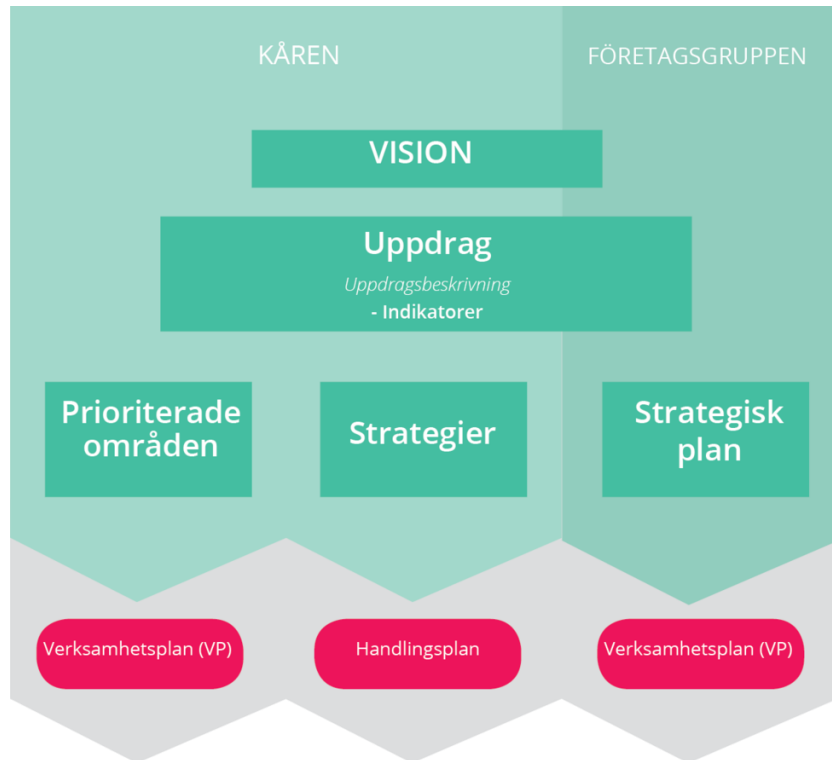 KÅREN
FÖRETAGSGRUPPEN
VISION
Uppdrag
Uppdragsbeskrivning
- Indikatorer
Prioriterade
områden
Strategier
Strategisk
plan
Verksamhetsplan (VP)
Handlingsplan
Verksamhetsplan (VP)